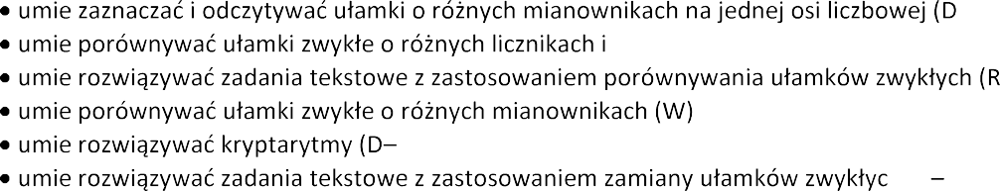 • umie zaznaczać i odczytywać ułamki o różnych mianownikach na jednej osi liczbowej (D
• umie porównywać ułamki zwykłe o różnych licznikach i
• umie rozwiązywać zadania tekstowe z zastosowaniem porównywania ułamków zwykłych (R
• umie porównywać ułamki zwykłe o różnych mianownikach (W)
• umie rozwiązywać kryptarytmy (D–
• umie rozwiązywać zadania tekstowe z zastosowaniem zamiany ułamków zwykłyc –